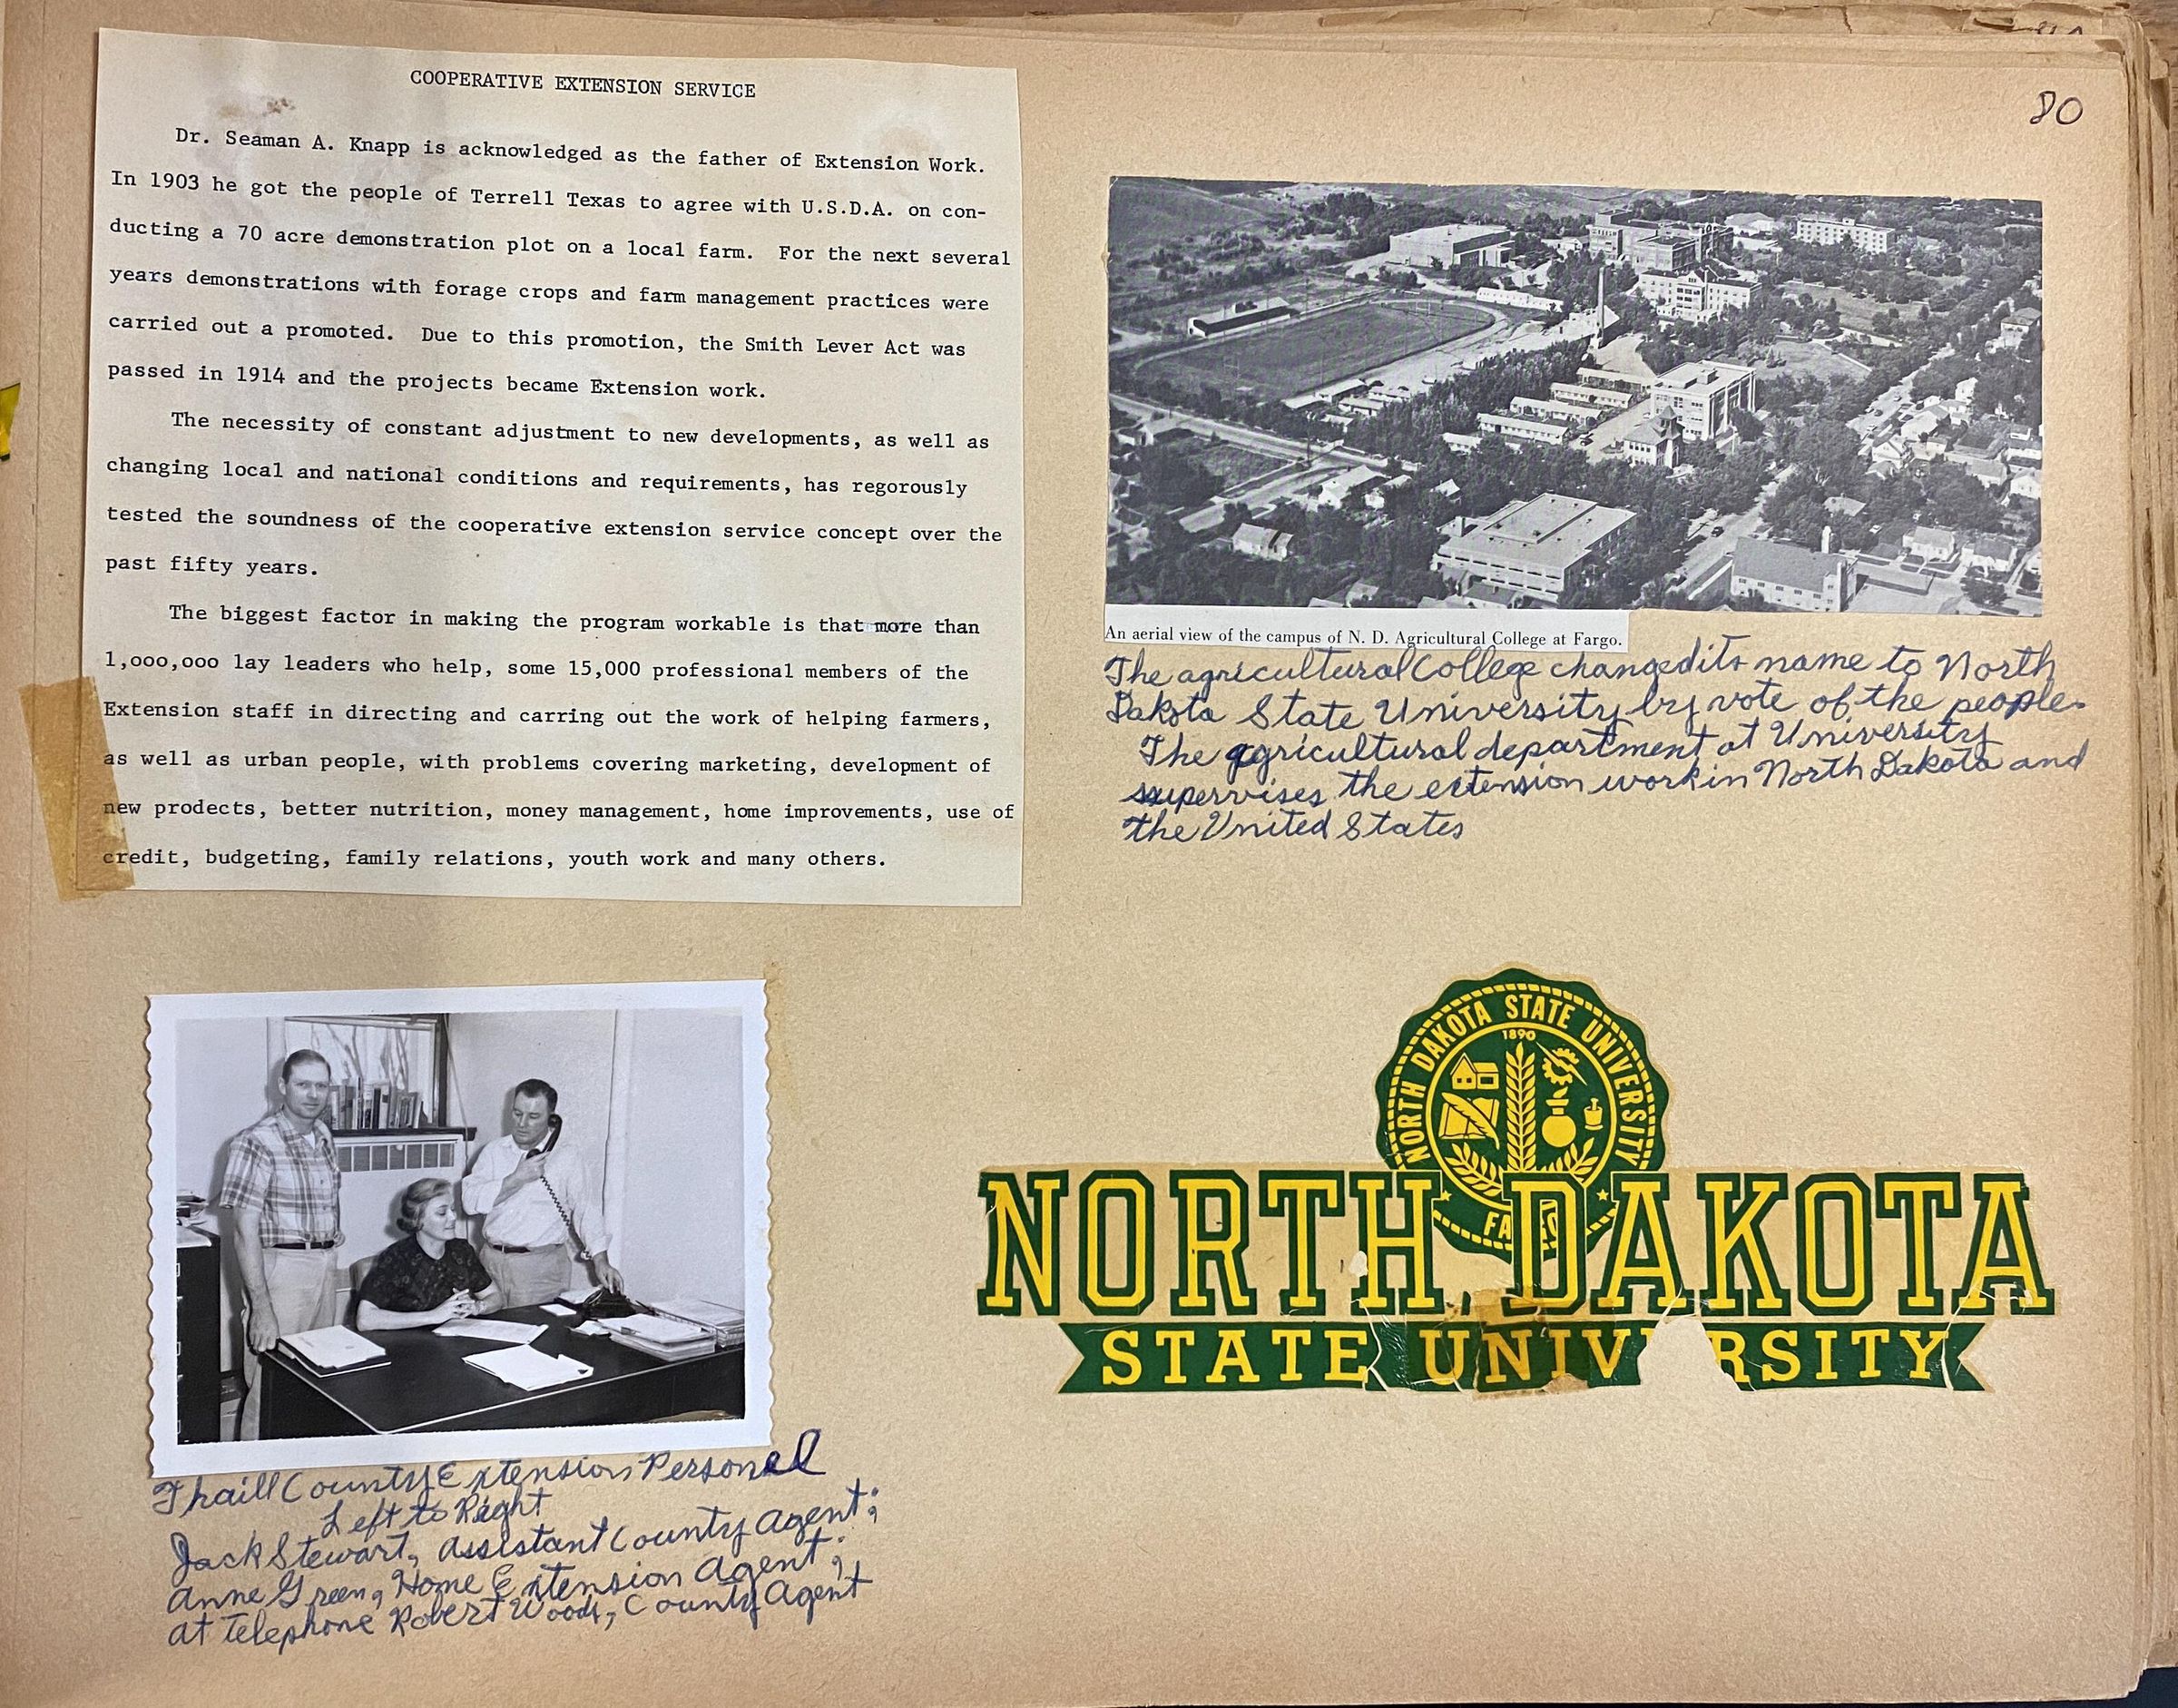 80
COOPERATIVE EXTENSION SERVICE
Dr. Seaman A. Knapp is acknowledged as the father of Extension Work.
In 1903 he got the people of Terrell Texas to agree with U.S.D.A. on con-
ducting a 70 acre demonstration plot on a local farm. For the next several
years demonstrations with forage crops and farm management practices were
carried out a promoted. Due to this promotion, the Smith Lever Act was
passed in 1914 and the projects became Extension work.
The necessity of constant adjustment to new developments, as well as
changing local and national conditions and requirements, has regorously
tested the soundness of the cooperative extension service concept over the
past fifty years.
The biggest factor in making the program workable is that more than
1,ooo,ooo lay leaders who help, some 15,000 professional members of the
Extension staff in directing and carring out the work of helping farmers,
as well as urban people, with problems covering marketing, development of
new prodects, better nutrition, money management, home improvements, use of
credit, budgeting, family relations, youth work and many others.
An aerial view of the campus of N. D. Agricultural College at Fargo.
The agricultural College changed its name to North
Dakota State University by vote of the people.
The agricultural department at University
supervises the extension work in North Dakota and
the United States
Thaill County Extension Personel
Left to Right
Jack Stewart, Assistant County Agent;
Anne Green, Home Extension Agent;
at telephone Robert Woods, County Agent
NORTH DAKOTA STATE UNIVERSITY
1890
FARGO
NORTH DAKOTA
STATE UNIV RSITY